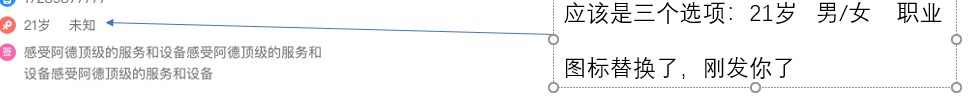 21岁 未知
签
感受阿德顶级的服务和设备感受阿德顶级的服务和
设备感受阿德顶级的服务和设备
应该是三个选项：21岁 男/女 职业
图标替换了，刚发你了